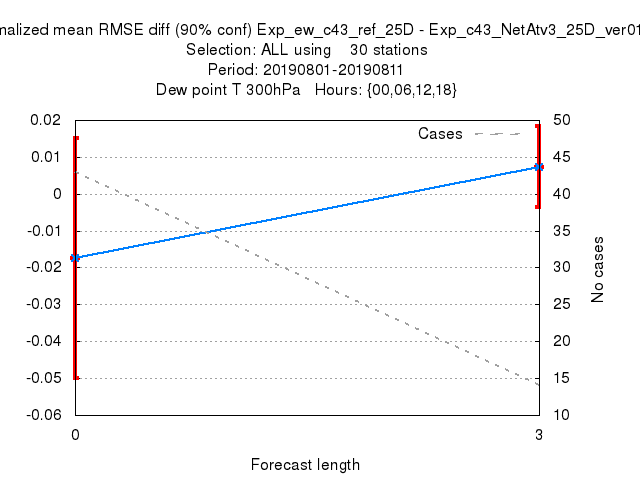 malized mean RMSE diff (90% conf) Exp_ew_c43_ref_25D - Exp_c43_NetAtv3_25D_ver01
Selection: ALL using 30 stations
Period: 20190801-20190811
Dew point T 300hPa Hours: {00,06,12,18}
Cases
0.02
0.01
0
-0.01
-0.02
-0.03
-0.04
-0.05
-0.06
50
45
40
35
30
25
20
15
10
No cases
0
3
Forecast length